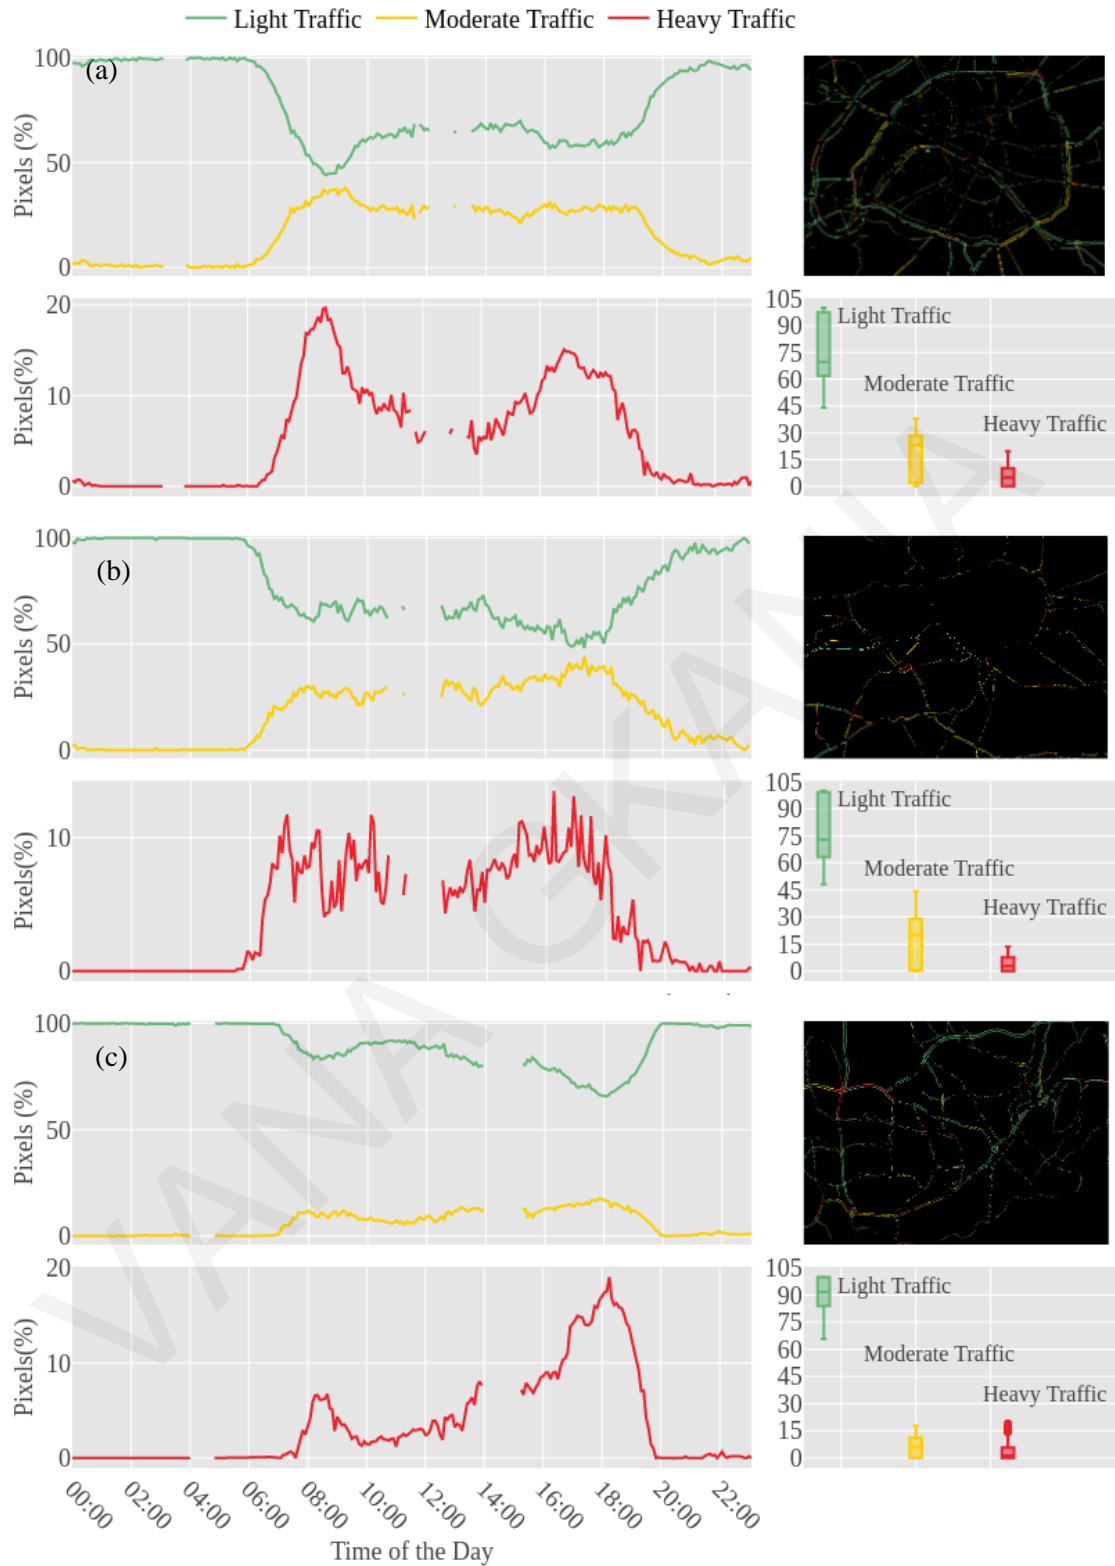 Light Traffic Moderate Traffic Heavy Traffic
100
(a)
50
0
Pixels (%)
20
10
0
Pixels(%)
105
90
75
60
45
30
15
0
Light Traffic
Moderate Traffic
Heavy Traffic
100
(b)
50
0
Pixels (%)
10
0
Pixels(%)
105
90
75
60
45
30
15
0
Light Traffic
Moderate Traffic
Heavy Traffic
100
(c)
50
0
Pixels (%)
20
10
0
Pixels(%)
105
90
75
60
45
30
15
0
Light Traffic
Moderate Traffic
Heavy Traffic
00:00 02:00 04:00 06:00 08:00 10:00 12:00 14:00 16:00 18:00 20:00 22:00
Time of the Day
VANA GKANIA